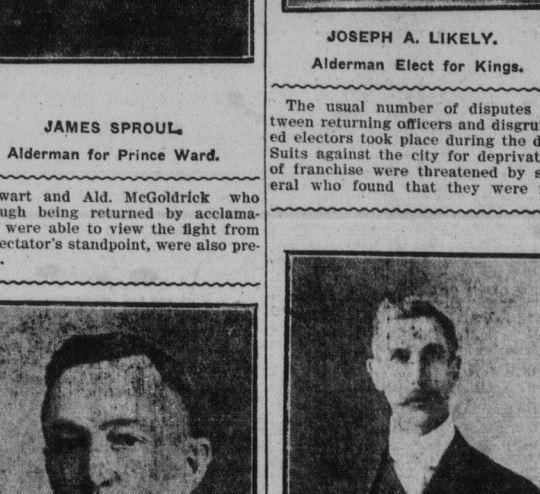 JAMES SPROUL.
Alderman for Prince Ward.
wart and Ald. McGoldrick who
ugh being returned by acclama-
were able to view the fight from
ectator's standpoint, were also pre-
.
JOSEPH A. LIKELY.
Alderman Elect for Kings.
The usual number of disputes
tween returning officers and disgru
ed electors took place during the d
Suits against the city for deprivat
of franchise were threatened by s
eral who found that they were